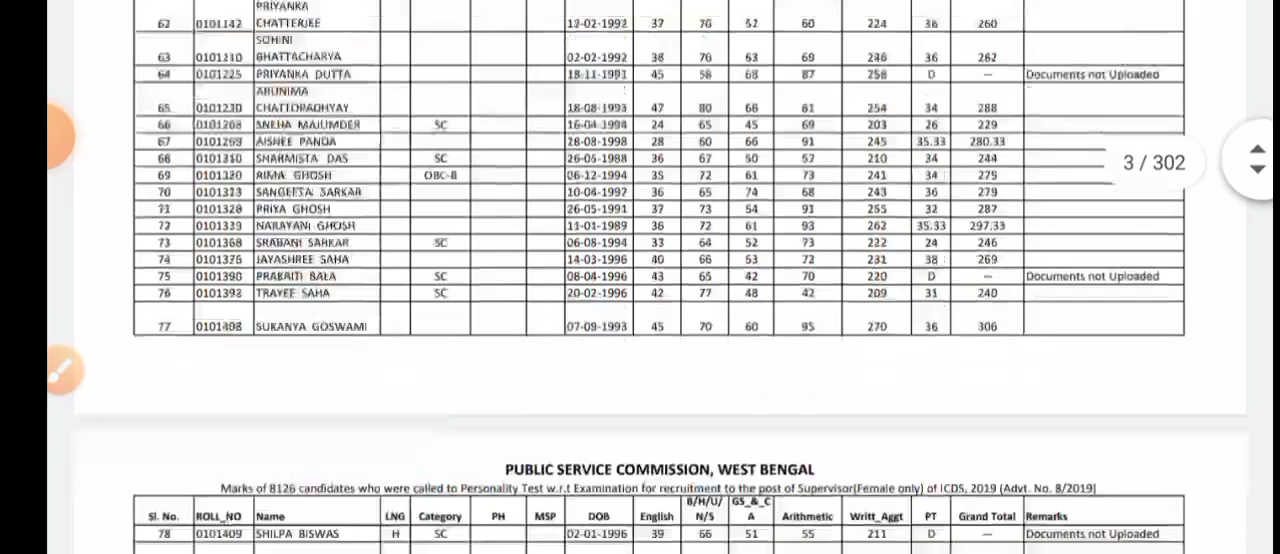 PRIYANKA
62 0101142 CHATTERJEE 12-02-1992 37 76 52 60 224 36 260
SOHINI
63 0101210 BHATTACHARYA 02-02-1992 38 76 63 69 246 36 282
64 0101225 PRIYANKA DUTTA 18-11-1991 45 58 68 87 258 D — Documents not Uploaded
ARUNIMA
65 0101230 CHATTOPADHYAY 18-08-1993 47 80 66 61 254 34 288
66 0101268 SNEHA MAJUMDER SC 16-04-1994 24 65 45 69 203 26 229
67 0101269 AISHEE PANDA 28-08-1998 28 60 66 91 245 35.33 280.33
68 0101310 SHARMISTA DAS SC 26-05-1988 36 67 50 57 210 34 244
3 / 302
69 0101320 RIMA GHOSH OBC-B 06-12-1994 35 72 61 73 241 34 275
70 0101323 SANGEETA SARKAR 10-04-1992 36 65 74 68 243 36 279
71 0101328 PRIYA GHOSH 26-05-1991 37 73 54 91 255 32 287
72 0101339 NARAYANI GHOSH 11-01-1989 36 72 61 93 262 35.33 297.33
73 0101368 SRABANI SARKAR SC 06-08-1994 33 64 52 73 222 24 246
74 0101376 JAYASHREE SAHA 14-03-1996 40 66 53 72 231 38 269
75 0101390 PRAKRITI BALA SC 08-04-1996 43 65 42 70 220 D — Documents not Uploaded
76 0101392 TRAYEE SAHA SC 20-02-1996 42 77 48 42 209 31 240
77 0101408 SUKANYA GOSWAMI 07-09-1993 45 70 60 95 270 36 306
PUBLIC SERVICE COMMISSION, WEST BENGAL
Marks of 8126 candidates who were called to Personality Test w.r.t Examination for recruitment to the post of Supervisor(Female only) of ICDS, 2019 (Advt. No. 8/2019)
B/H/U/ GS_&_C
Sl. No. ROLL_NO Name LNG Category PH MSP DOB English N/S A Arithmetic Writt_Aggt PT Grand Total Remarks
78 0101409 SHILPA BISWAS H SC 02-01-1996 39 66 51 55 211 D — Documents not Uploaded